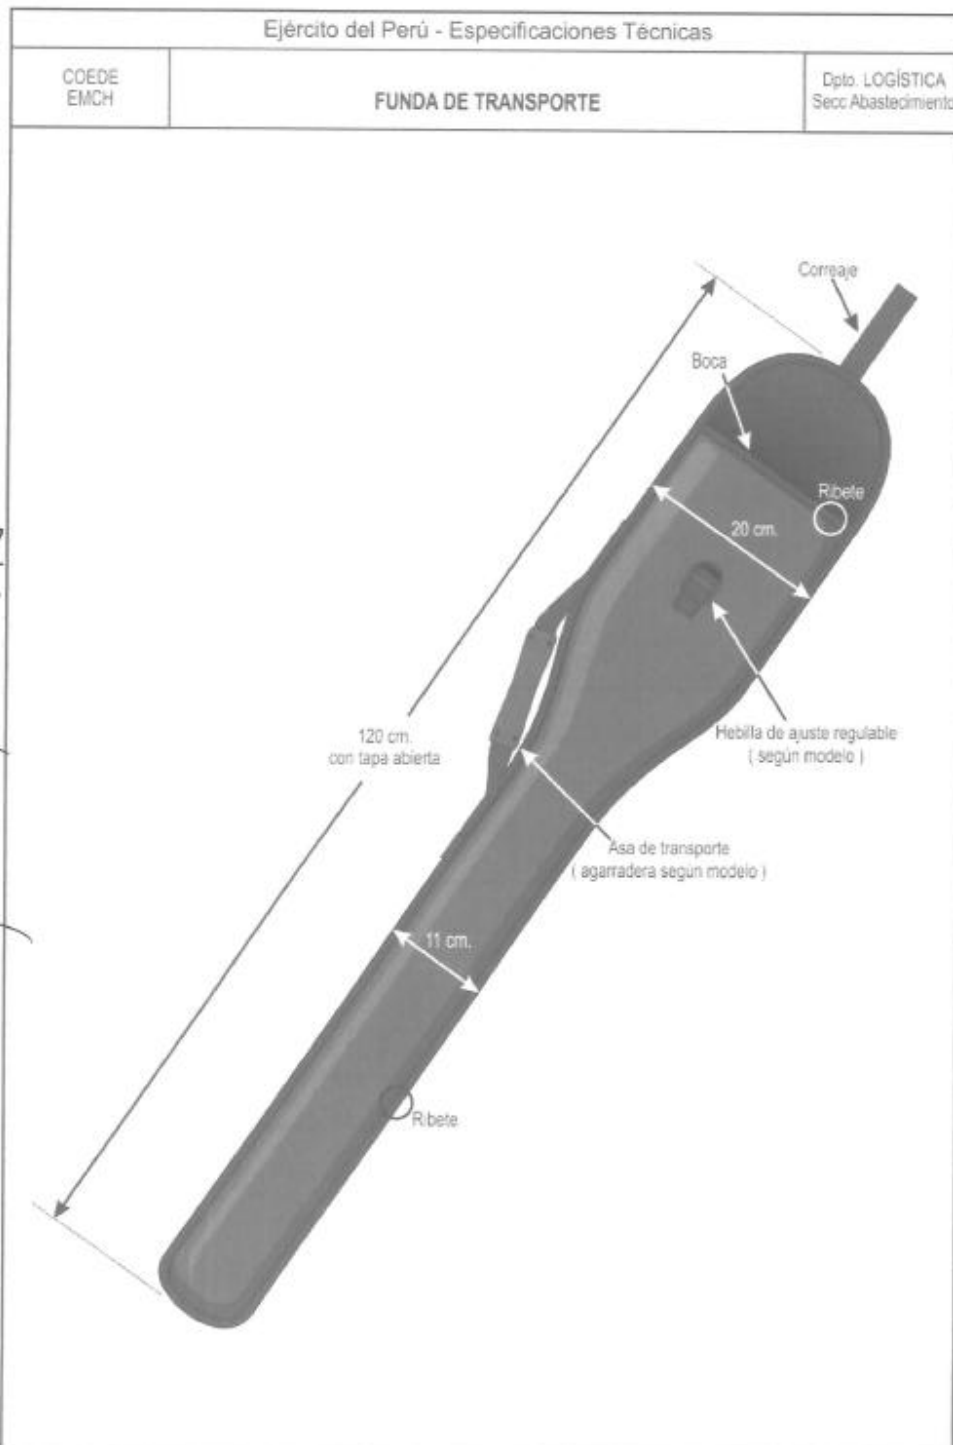 Ejército del Perú - Especificaciones Técnicas
COEDE
EMCH
FUNDA DE TRANSPORTE
Dpto. LOGÍSTICA
Secc Abastecimiento
Correaje
Boca
Ribete
20 cm.
Hebilla de ajuste regulable
( según modelo )
120 cm.
con tapa abierta
Asa de transporte
( agarradera según modelo )
11 cm.
Ribete